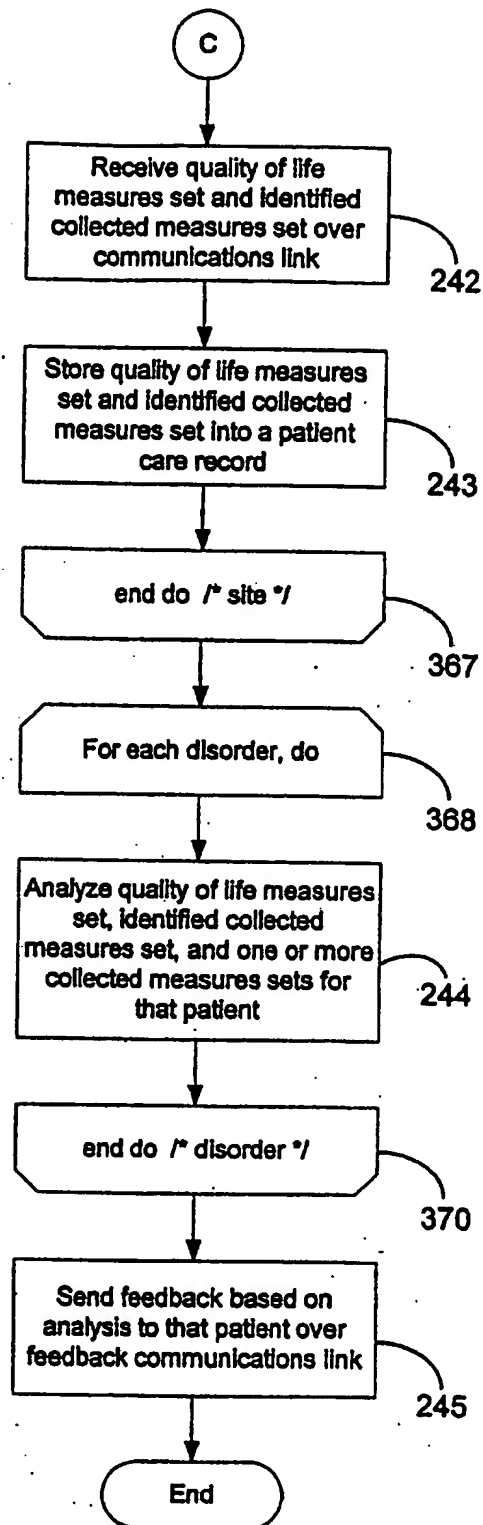 C
Receive quality of life
measures set and identified
collected measures set over
communications link
242
Store quality of life measures
set and identified collected
measures set into a patient
care record
243
end do /* site */
367
For each disorder, do
368
Analyze quality of life measures
set, identified collected
measures set, and one or more
collected measures sets for
that patient
244
end do /* disorder */
370
Send feedback based on
analysis to that patient over
feedback communications link
245
End